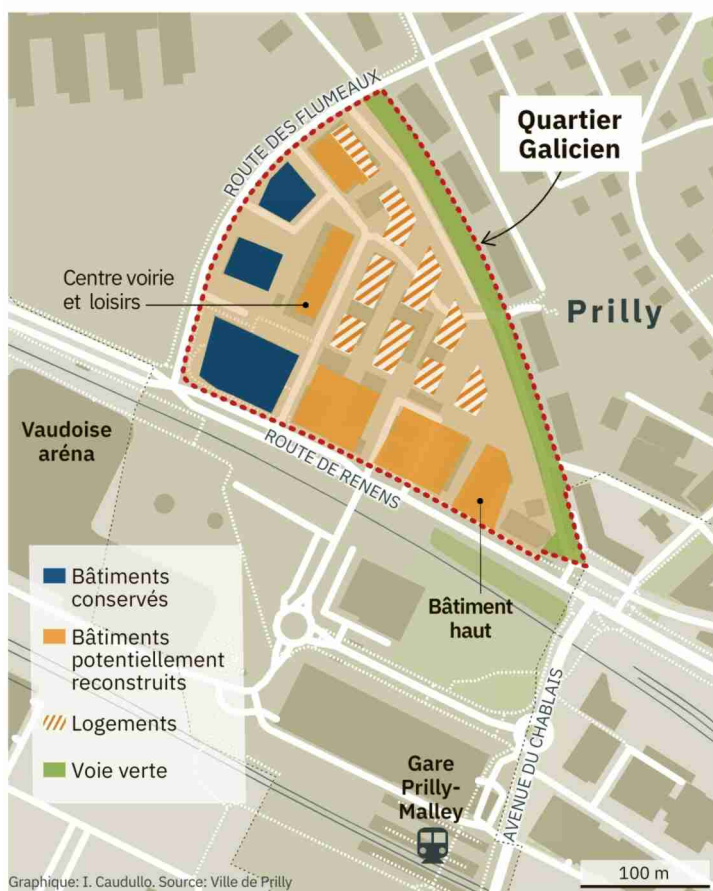 ROUTE DES FLUMEAUX
Quartier
Galicien
Centre voirie
et loisirs
Prilly
Vaudoise
aréna
ROUTE DE RENENS
Bâtiments
conservés
Bâtiments
potentiellement
reconstruits
Logements
Voie verte
Bâtiment
haut
Gare
Prilly-
Malley
AVENUE DU CHABLAIS
Graphique: I. Caudullo. Source: Ville de Prilly
100 m